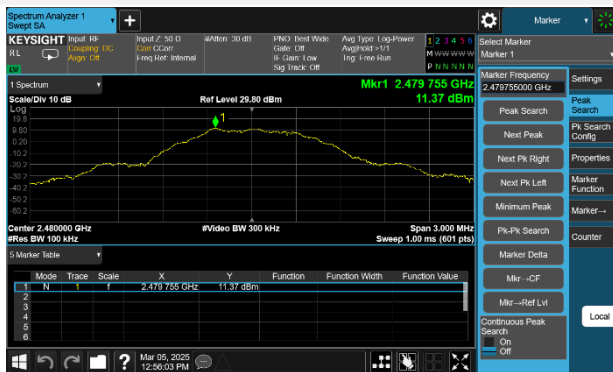 Spectrum Analyzer 1
Swept SA
KEYSIGHT
RL
Input: RF
Coupling: DC
Align: Off
Input Z: 50 Ω
Corr CCorr
Freq Ref: Internal
#Atten: 30 dB
PNO: Best Wide
Gate: Off
IF Gain: Low
Sig Track: Off
Avg Type: Log-Power
Avg|Hold:>1/1
Trig: Free Run
1 2 3 4 5 6
M W W W W W
P N N N N N
1 Spectrum
Scale/Div 10 dB
Log
Ref Level 29.80 dBm
Mkr1 2.479 755 GHz
11.37 dBm
19.8
9.80
-0.20
-10.2
-20.2
-30.2
-40.2
-50.2
-60.2
1
Center 2.480000 GHz
#Res BW 100 kHz
#Video BW 300 kHz
Span 3.000 MHz
Sweep 1.00 ms (601 pts)
5 Marker Table
Mode Trace Scale X Y Function Function Width Function Value
1 N 1 f 2.479 755 GHz 11.37 dBm
2
3
4
5
6
Mar 05, 2025
12:56:03 PM
Marker
Select Marker
Marker 1
Marker Frequency
2.479755000 GHz
Peak Search
Next Peak
Next Pk Right
Next Pk Left
Minimum Peak
Pk-Pk Search
Marker Delta
Mkr→CF
Mkr→Ref Lvl
Continuous Peak
Search
On
Off
Settings
Peak
Search
Pk Search
Config
Properties
Marker
Function
Marker→
Counter
Local